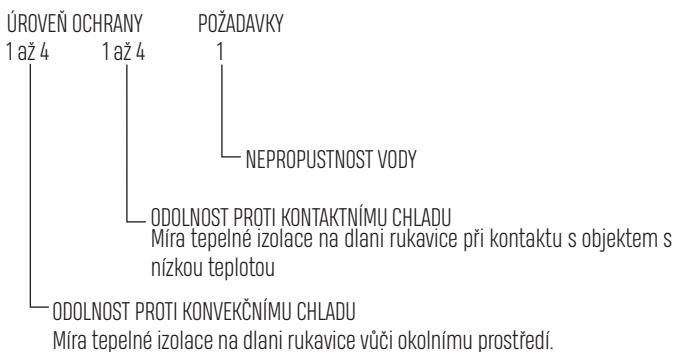 ÚROVEŇ OCHRANY POŽADAVKY
1 až 4 1 až 4 1
NEPROPUSTNOST VODY
ODOLNOST PROTI KONTAKTNÍMU CHLADU
Míra tepelné izolace na dlani rukavice při kontaktu s objektem s
nízkou teplotou
ODOLNOST PROTI KONVEKČNÍMU CHLADU
Míra tepelné izolace na dlani rukavice vůči okolnímu prostředí.